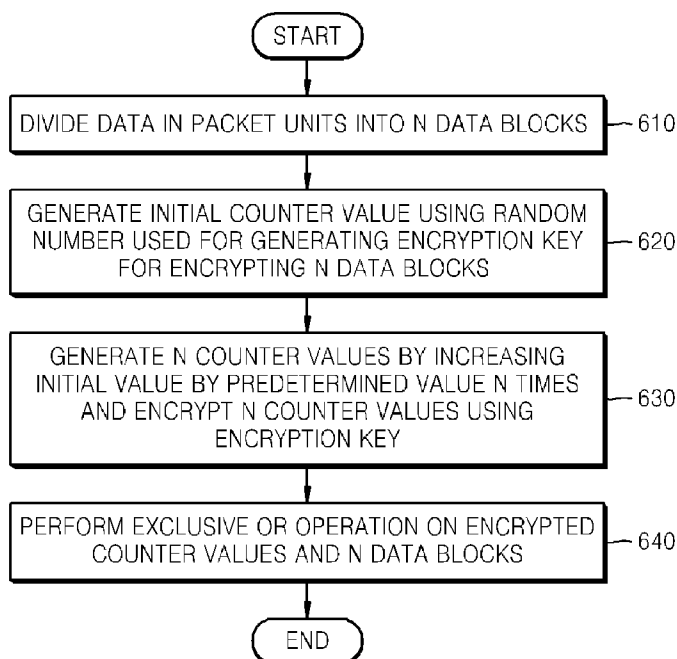 START
DIVIDE DATA IN PACKET UNITS INTO N DATA BLOCKS
610
GENERATE INITIAL COUNTER VALUE USING RANDOM
NUMBER USED FOR GENERATING ENCRYPTION KEY
FOR ENCRYPTING N DATA BLOCKS
620
GENERATE N COUNTER VALUES BY INCREASING
INITIAL VALUE BY PREDETERMINED VALUE N TIMES
AND ENCRYPT N COUNTER VALUES USING
ENCRYPTION KEY
630
PERFORM EXCLUSIVE OR OPERATION ON ENCRYPTED
COUNTER VALUES AND N DATA BLOCKS
640
END